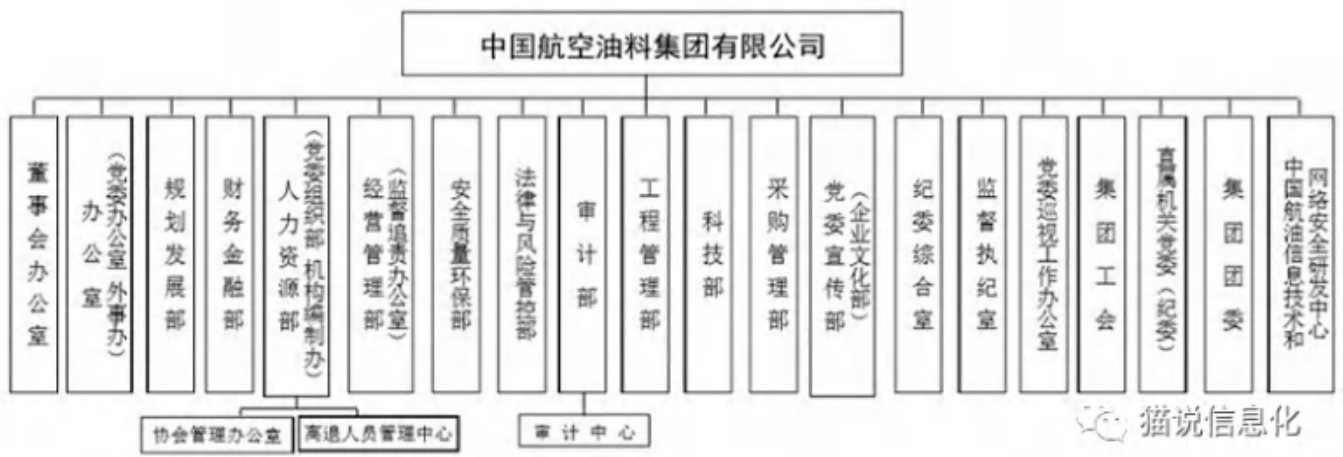 中国航空油料集团有限公司
董事会办公室
办公室
（党委办公室 外事办）
规划发展部
财务金融部
人力资源部
（党委组织部 机构编制办）
经营管理部
（监督追责办公室）
安全质量环保部
法律与风险管控部
审计部
工程管理部
科技部
采购管理部
党委宣传部
（企业文化部）
纪委综合室
监督执纪室
党委巡视工作办公室
集团工会
直属机关党委（纪委）
集团团委
中国航油信息技术和
网络安全研发中心
协会管理办公室
离退人员管理中心
审计中心
猫说信息化